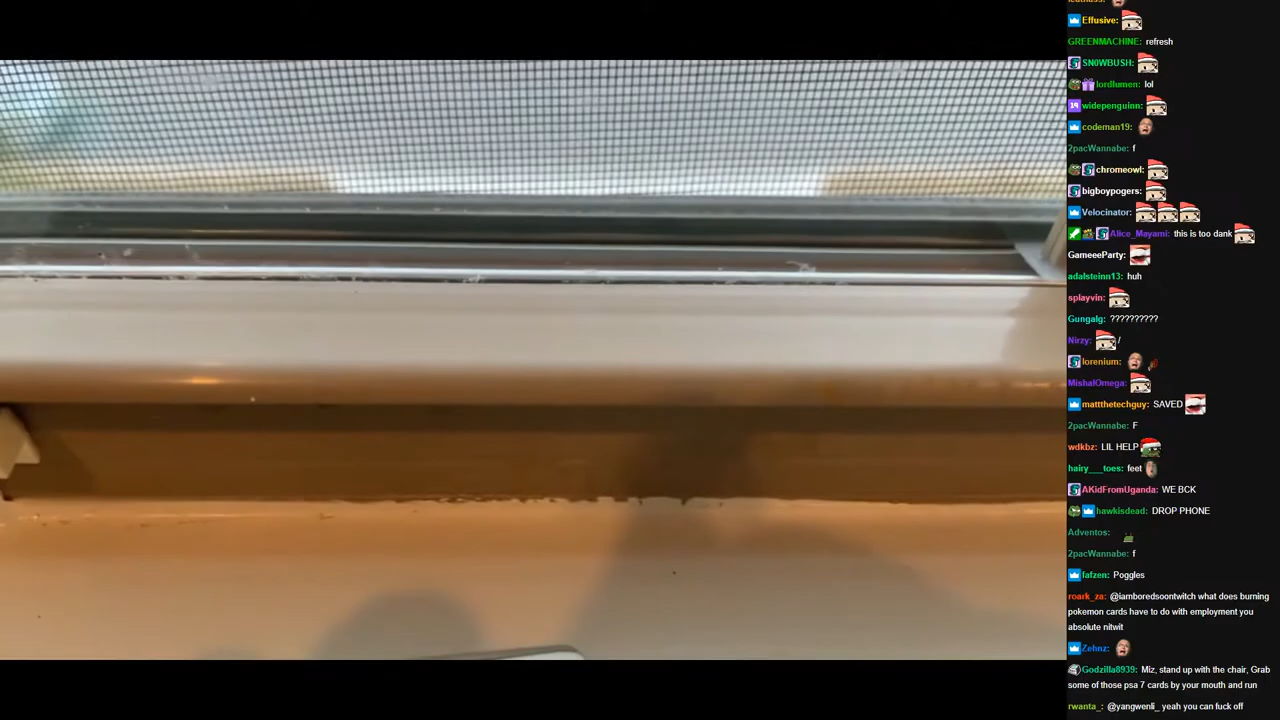 Effusive:
GREENMACHINE: refresh
SN0WBUSH:
lordlumen: lol
widepenguinn:
codeman19:
2pacWannabe: f
chromeowl:
bigboypogers:
Velocinator:
Alice_Mayami: this is too dank
GameeeParty:
adalsteinn13: huh
splayvin:
Gungalg: ??????????
Nirzy: /
lorenium:
MishalOmega:
mattthetechguy: SAVED
2pacWannabe: F
wdkbz: LIL HELP
hairy___toes: feet
AKidFromUganda: WE BCK
hawkisdead: DROP PHONE
Adventos:
2pacWannabe: f
fafzen: Poggles
roark_za: @iamboredsoontwitch what does burning
pokemon cards have to do with employment you
absolute nitwit
Zehnz:
Godzilla8939: Miz, stand up with the chair, Grab
some of those psa 7 cards by your mouth and run
rwanta_: @yangwenli_ yeah you can fuck off